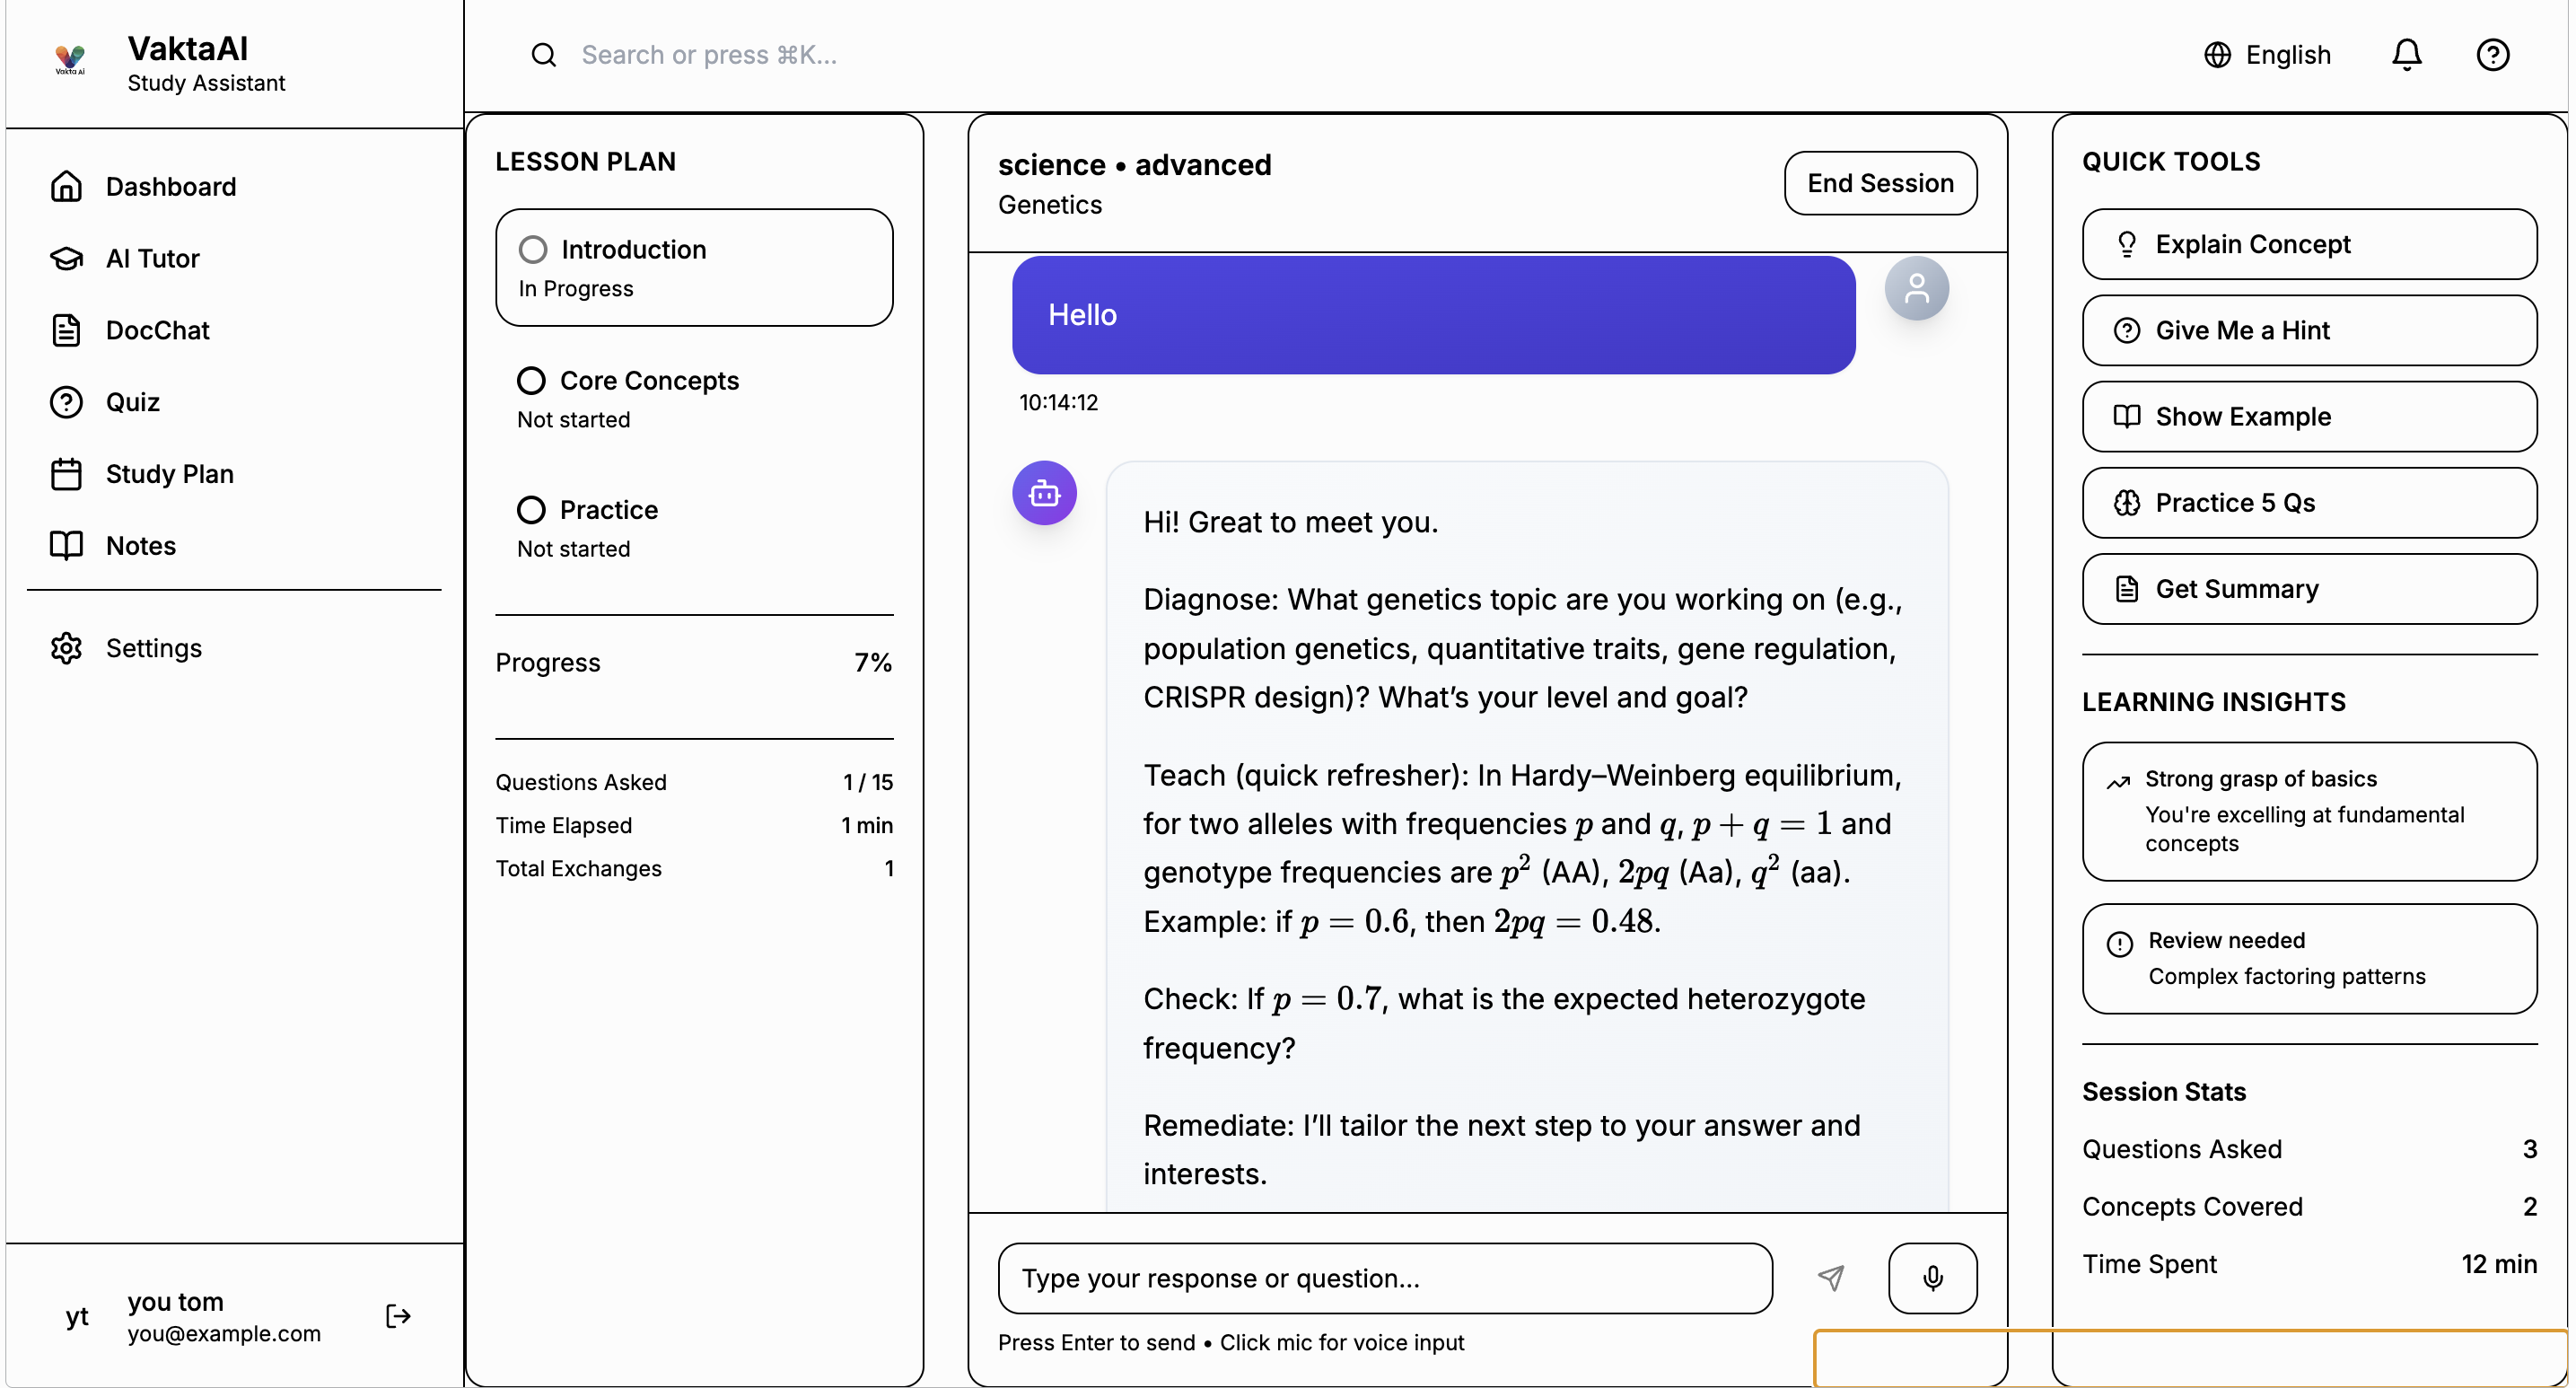 VaktaAI
Study Assistant
Vakta Ai
Dashboard
AI Tutor
DocChat
Quiz
Study Plan
Notes
Settings
yt
you tom
you@example.com
Search or press ⌘K...
English
LESSON PLAN
Introduction
In Progress
Core Concepts
Not started
Practice
Not started
Progress 7%
Questions Asked 1 / 15
Time Elapsed 1 min
Total Exchanges 1
science • advanced
Genetics
End Session
Hello
10:14:12
Hi! Great to meet you.
Diagnose: What genetics topic are you working on (e.g.,
population genetics, quantitative traits, gene regulation,
CRISPR design)? What’s your level and goal?
Teach (quick refresher): In Hardy–Weinberg equilibrium,
for two alleles with frequencies p and q, p + q = 1 and
genotype frequencies are p² (AA), 2pq (Aa), q² (aa).
Example: if p = 0.6, then 2pq = 0.48.
Check: If p = 0.7, what is the expected heterozygote
frequency?
Remediate: I’ll tailor the next step to your answer and
interests.
Type your response or question...
Press Enter to send • Click mic for voice input
QUICK TOOLS
Explain Concept
Give Me a Hint
Show Example
Practice 5 Qs
Get Summary
LEARNING INSIGHTS
Strong grasp of basics
You're excelling at fundamental
concepts
Review needed
Complex factoring patterns
Session Stats
Questions Asked 3
Concepts Covered 2
Time Spent 12 min